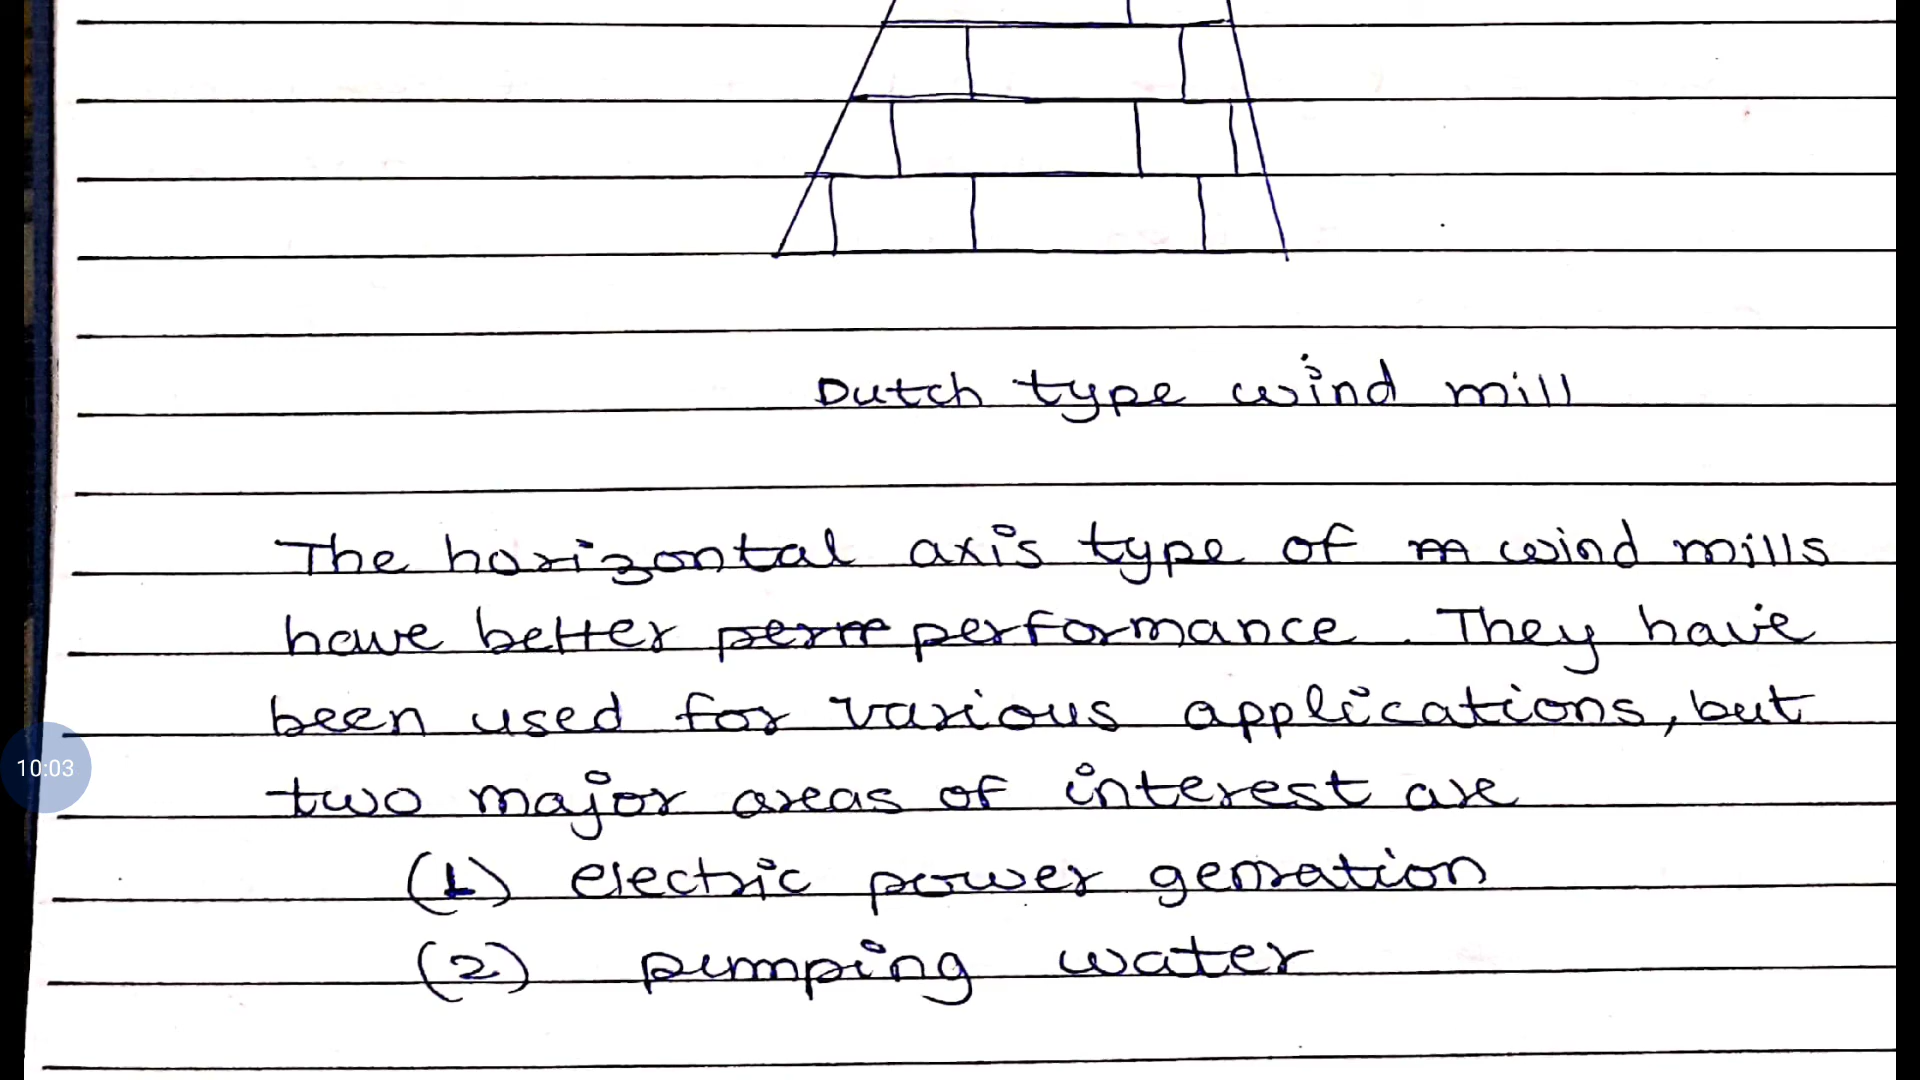 Dutch type wind mill
The horizontal axis type of m wind mills
have better perm performance. They have
been used for various applications, but
two major areas of interest are
10:03
(1) electric power genration
(2) pumping water